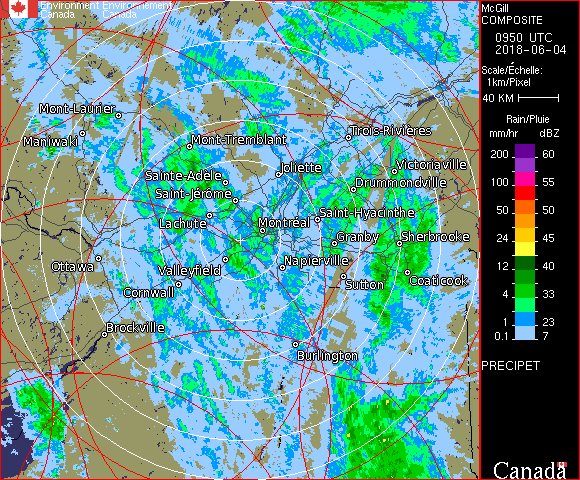 Environment Environnement
Canada Canada
McGill
COMPOSITE
0950 UTC
2018-06-04
Scale/Échelle:
1km/Pixel
40 KM
Rain/Pluie
mm/hr dBZ
200 60
100 55
50 50
24 45
12 40
4 33
1 23
0.1 7
PRECIPET
Canada
Mont-Laurier
Maniwaki
Mont-Tremblant
Trois-Rivières
Joliette
Victoriaville
Sainte-Adèle
Drummondville
Saint-Jérôme
Saint-Hyacinthe
Lachute
Montréal
Granby
Sherbrooke
Ottawa
Valleyfield
Napierville
Cornwall
Sutton
Coaticook
Brockville
Burlington